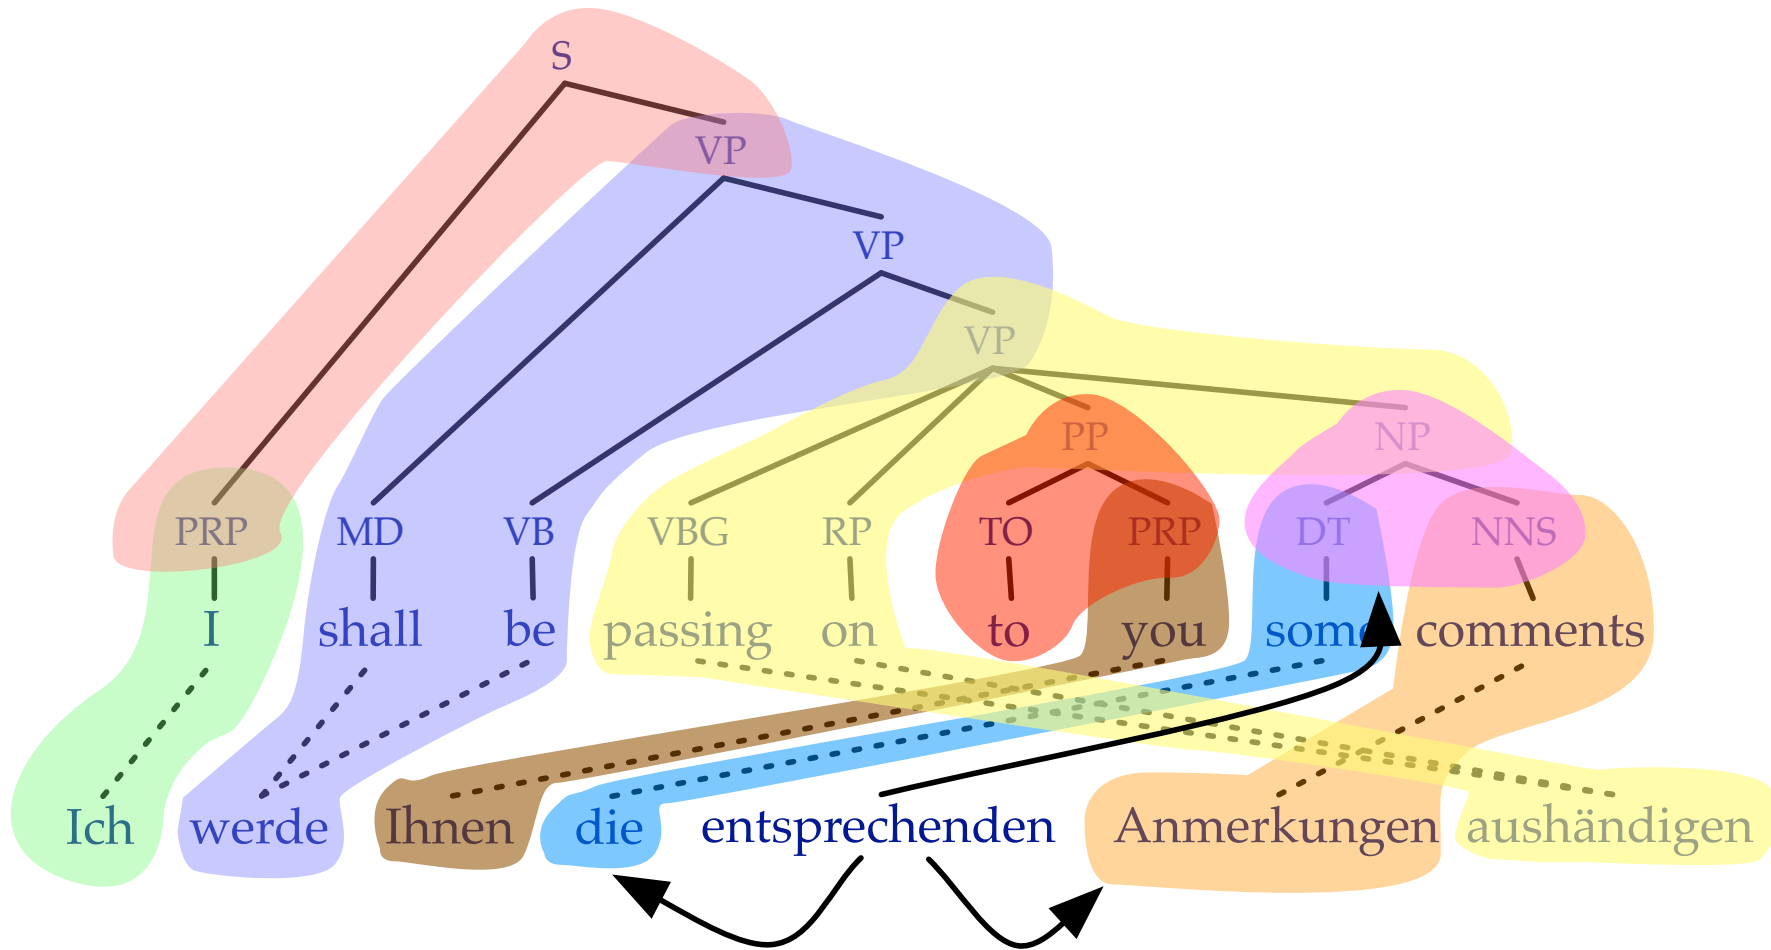 S
VP
VP
VP
PP NP
PRP MD VB VBG RP TO PRP DT NNS
I shall be passing on to you some comments
Ich werde Ihnen die entsprechenden Anmerkungen aushändigen